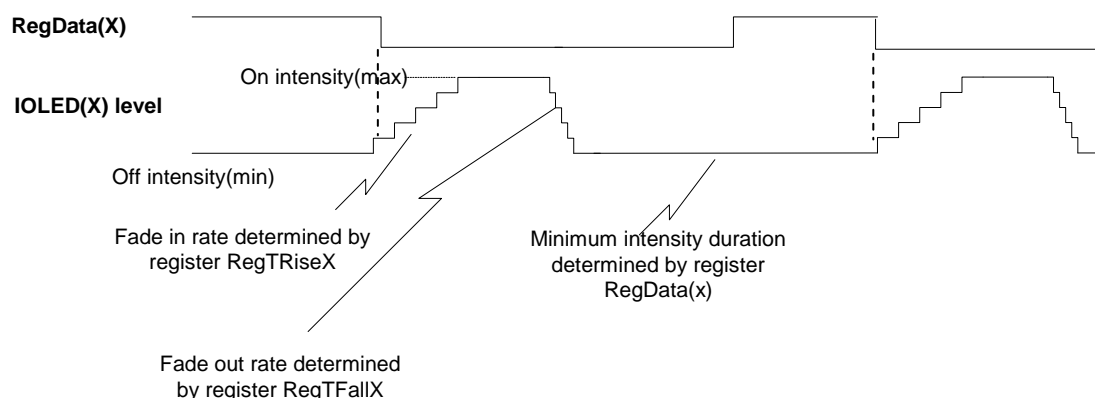 RegData(X)
On intensity(max)
IOLED(X) level
Off intensity(min)
Fade in rate determined by
register RegTRiseX
Minimum intensity duration
determined by register
RegData(x)
Fade out rate determined
by register RegTFallX